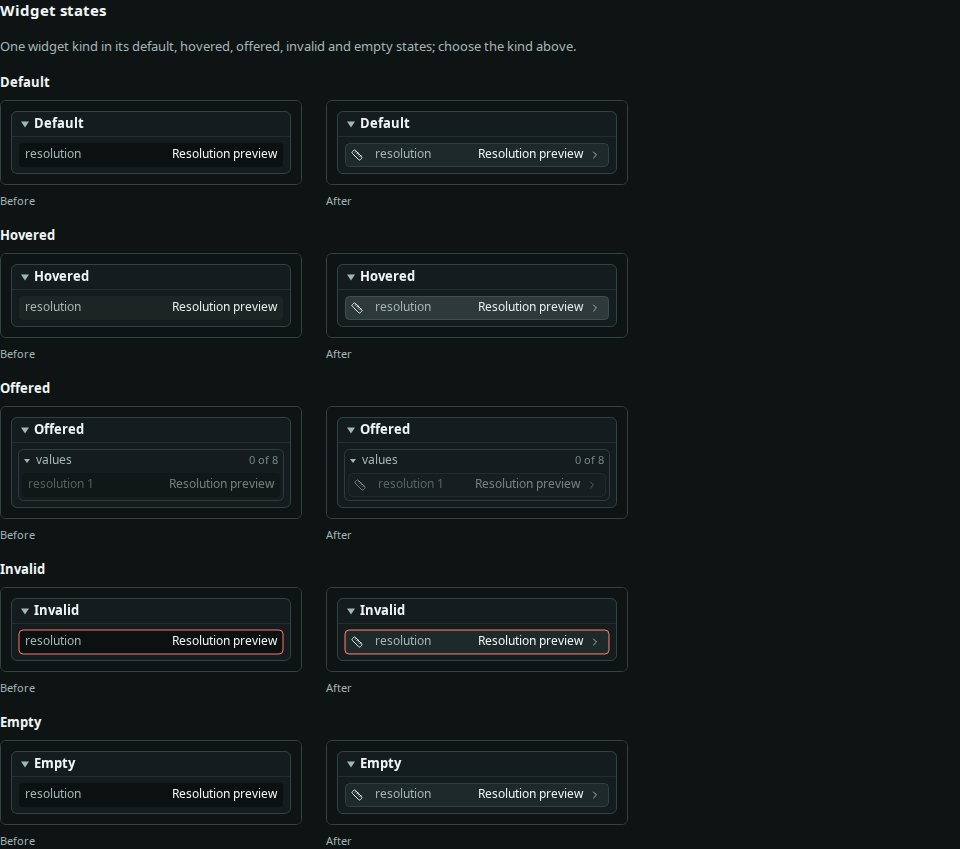 Widget states
One widget kind in its default, hovered, offered, invalid and empty states; choose the kind above.
Default
Default
resolution Resolution preview
Before
Default
resolution Resolution preview
After
Hovered
Hovered
resolution Resolution preview
Before
Hovered
resolution Resolution preview
After
Offered
Offered
values 0 of 8
resolution 1 Resolution preview
Before
Offered
values 0 of 8
resolution 1 Resolution preview
After
Invalid
Invalid
resolution Resolution preview
Before
Invalid
resolution Resolution preview
After
Empty
Empty
resolution Resolution preview
Before
Empty
resolution Resolution preview
After